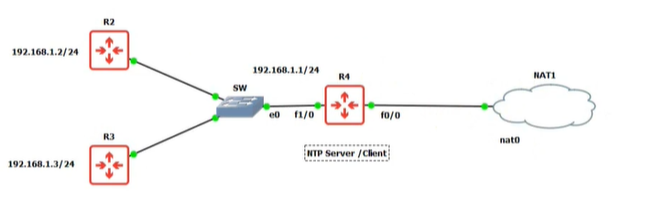 R2
192.168.1.2/24
192.168.1.1/24
R4
NAT1
SW
e0
f1/0
f0/0
nat0
R3
192.168.1.3/24
NTP Server /Client